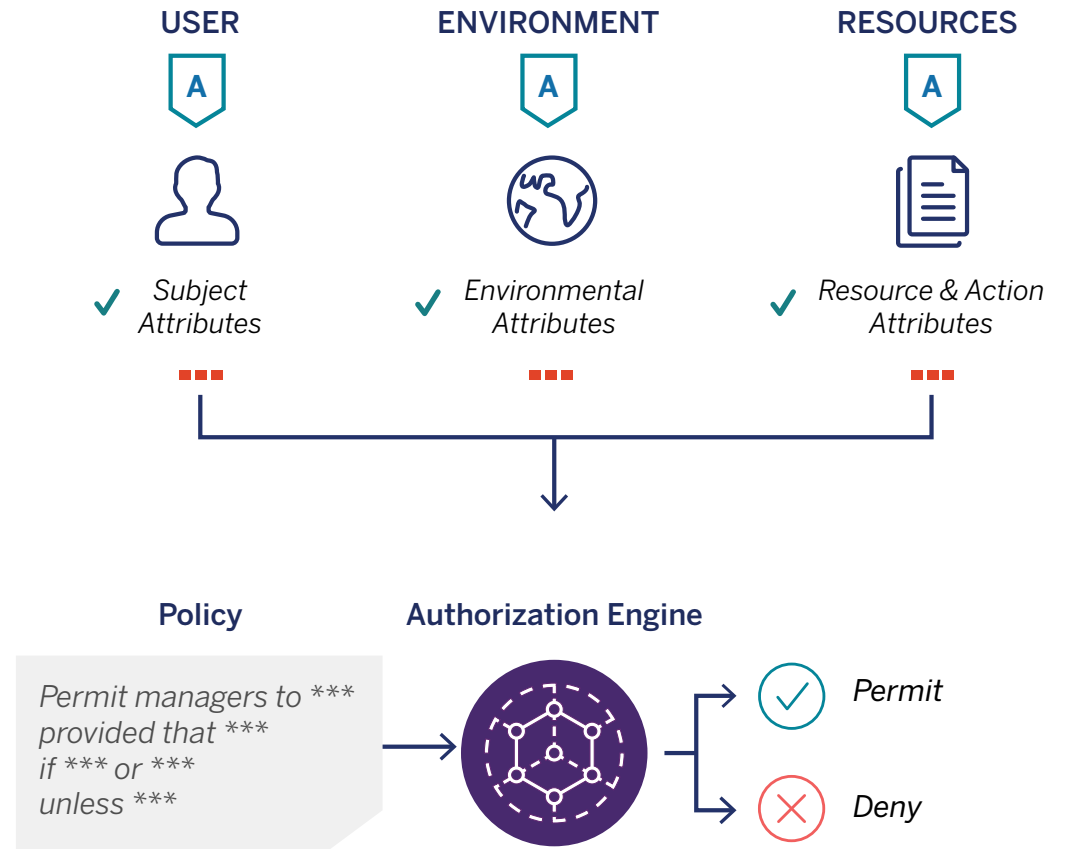 USER
ENVIRONMENT
RESOURCES
A
A
A
Subject
Attributes
Environmental
Attributes
Resource & Action
Attributes
Policy
Authorization Engine
Permit managers to ***
provided that ***
if *** or ***
unless ***
Permit
Deny